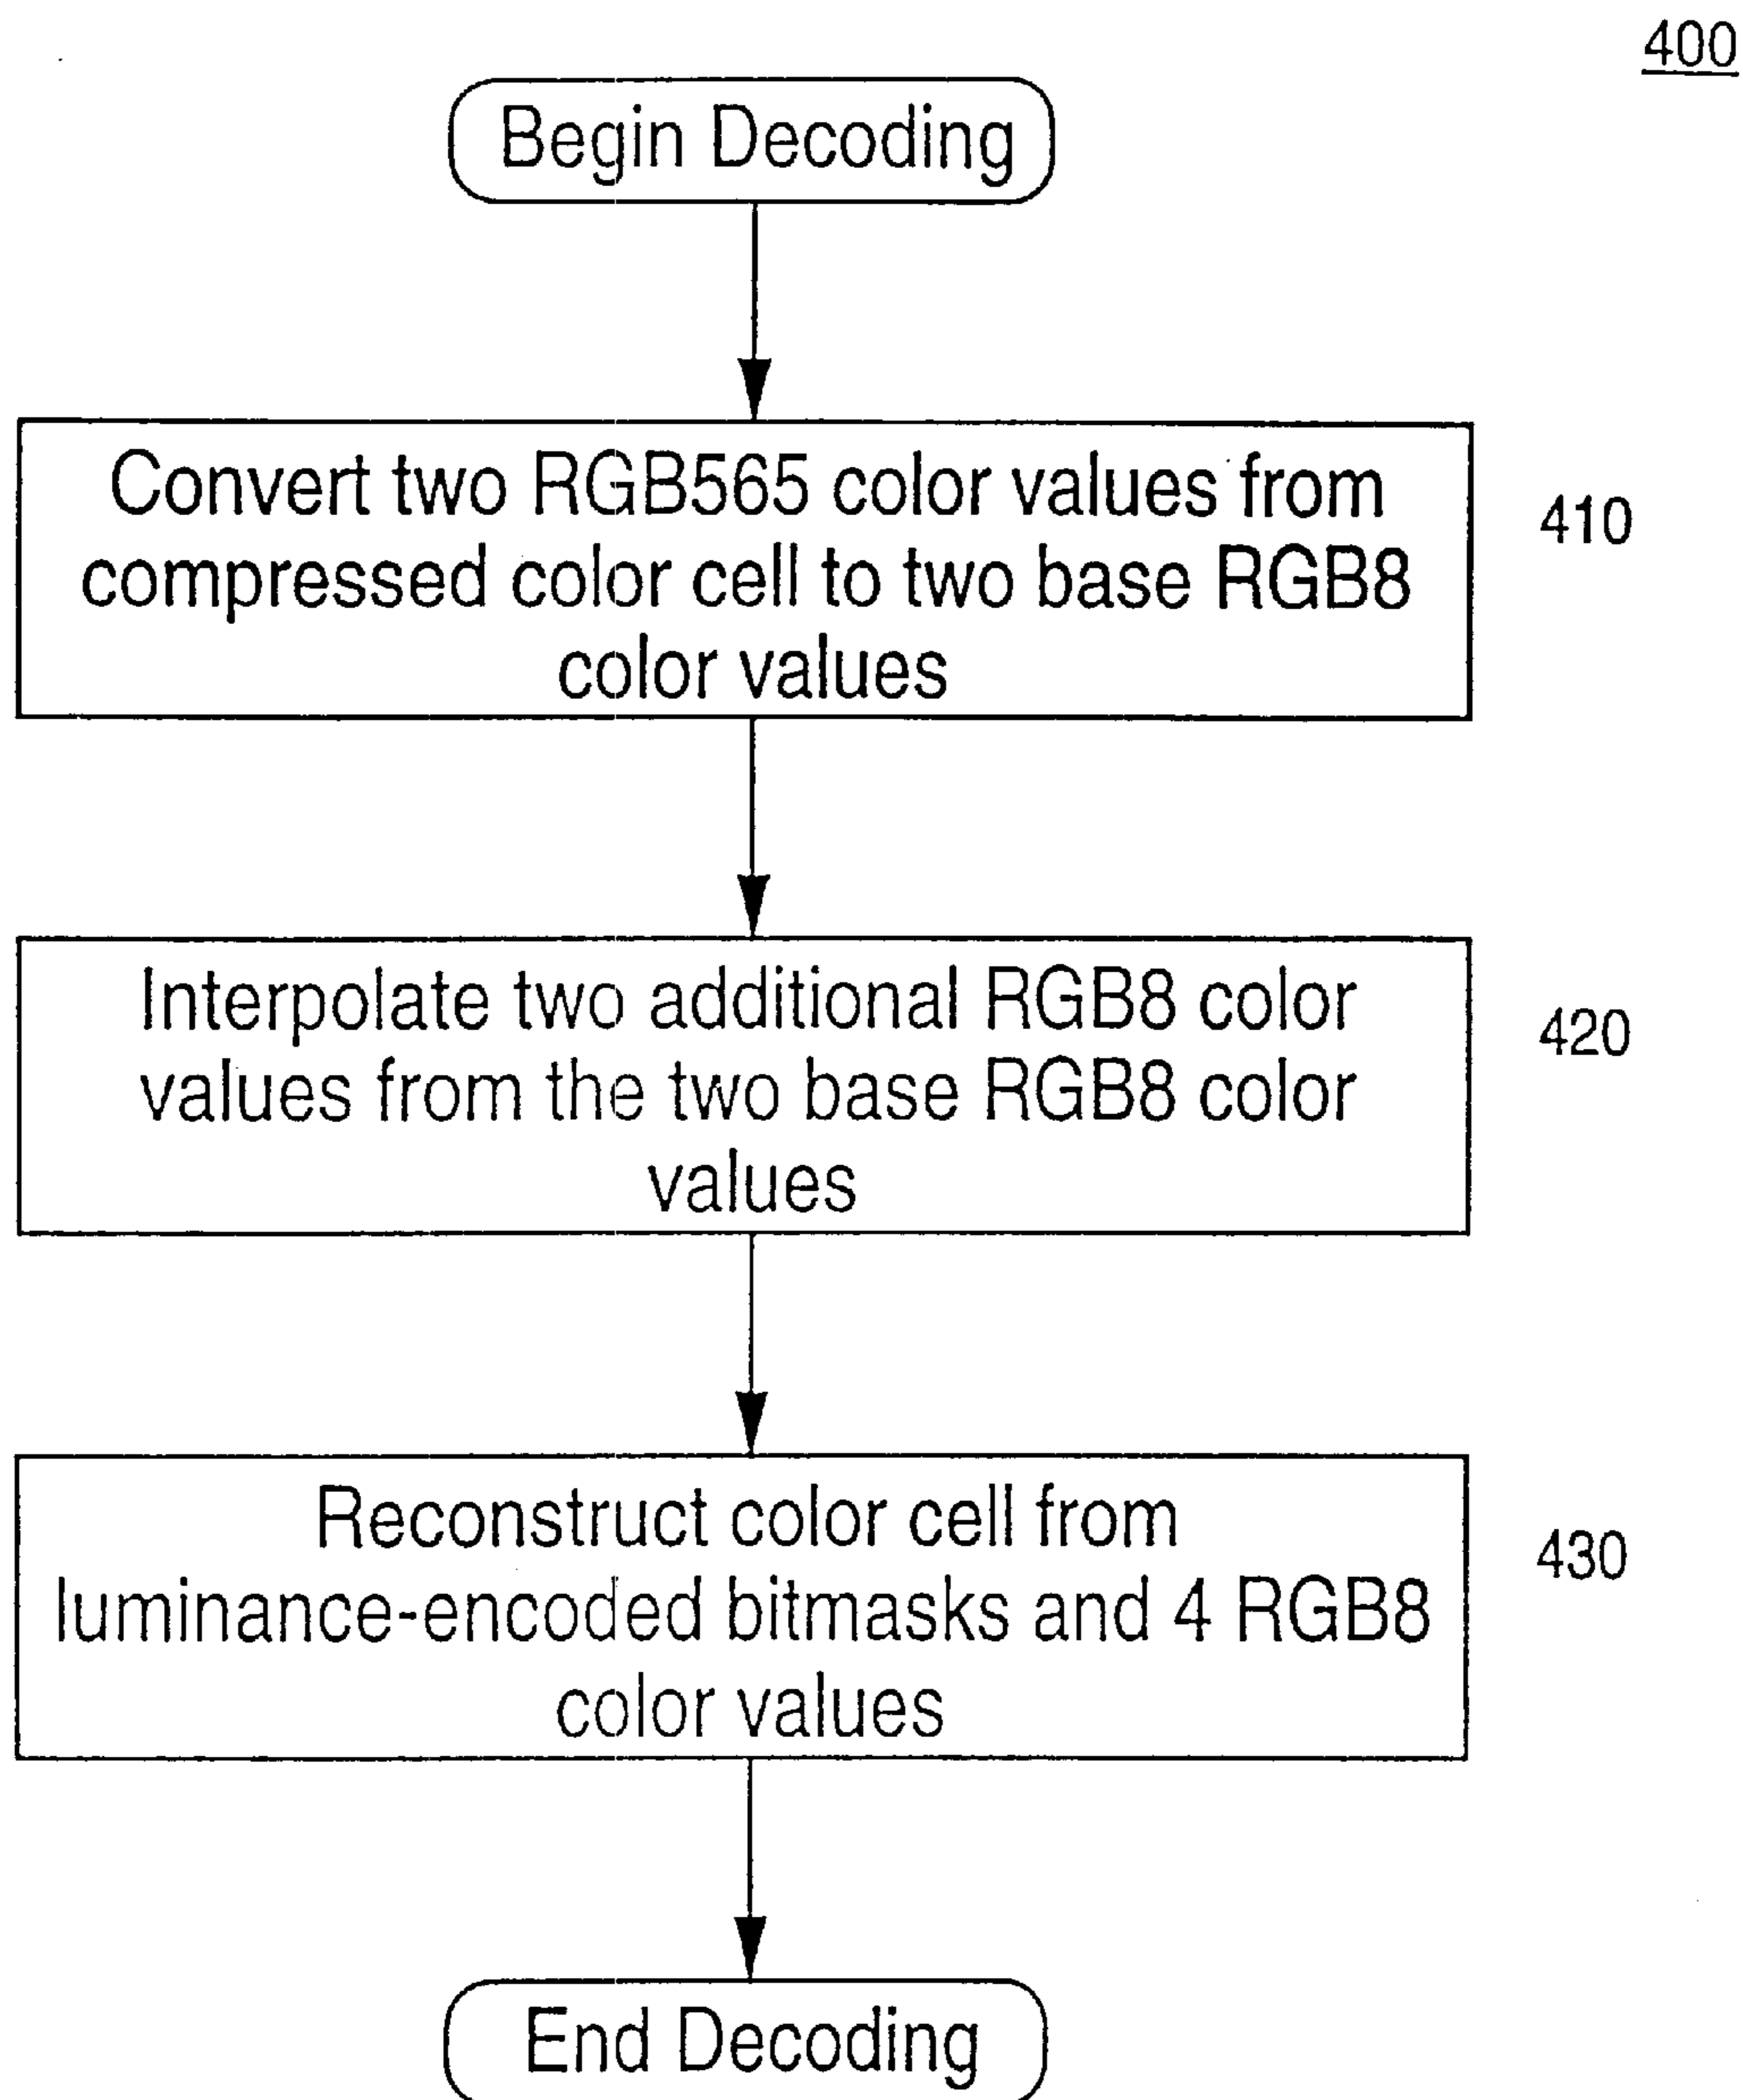 400
Begin Decoding
Convert two RGB565 color values from
compressed color cell to two base RGB8
color values
410
Interpolate two additional RGB8 color
values from the two base RGB8 color
values
420
Reconstruct color cell from
luminance-encoded bitmasks and 4 RGB8
color values
430
End Decoding